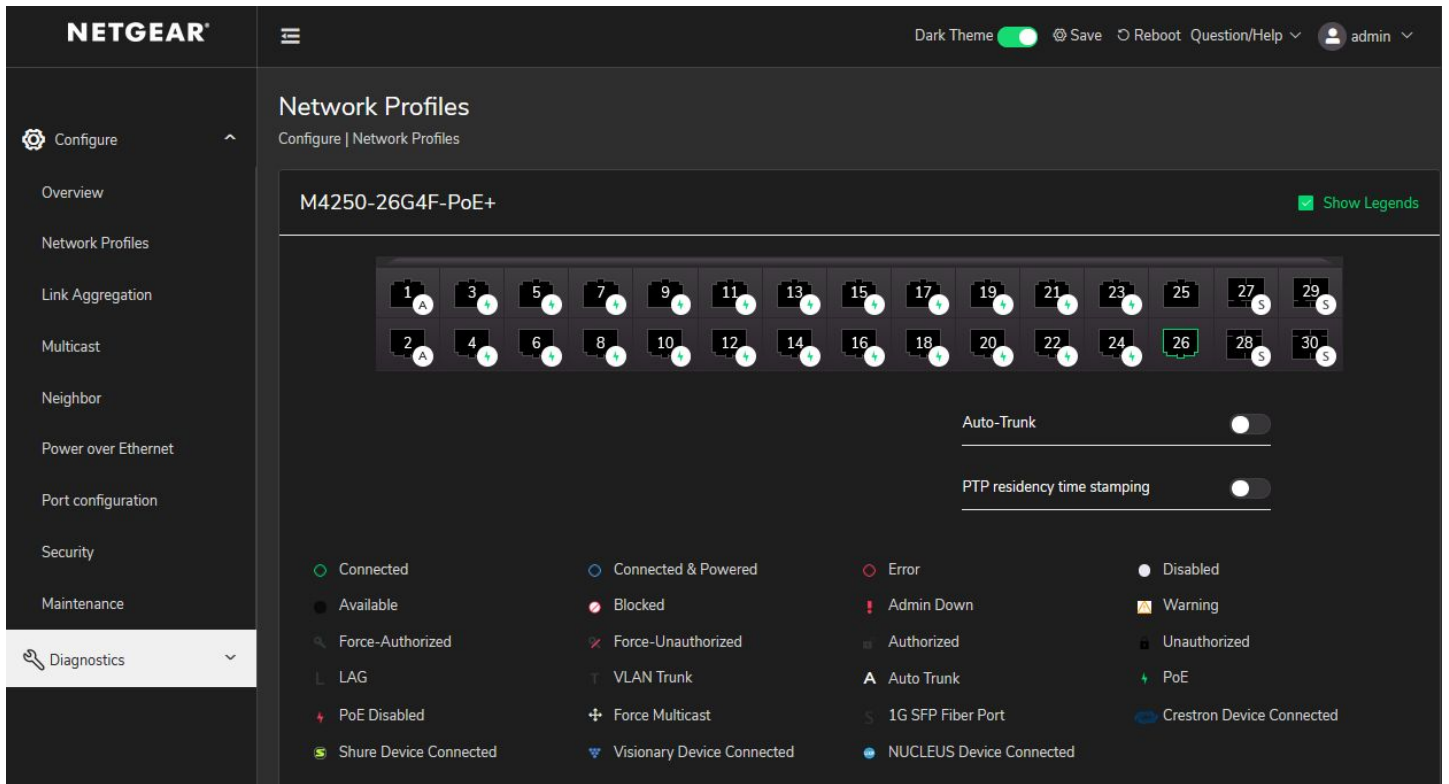 NETGEAR®
Dark Theme Save Reboot Question/Help admin
Network Profiles
Configure | Network Profiles
Configure
Overview
Network Profiles
Link Aggregation
Multicast
Neighbor
Power over Ethernet
Port configuration
Security
Maintenance
Diagnostics
M4250-26G4F-PoE+ Show Legends
1 3 5 7 9 11 13 15 17 19 21 23 25 27 29
A S S
2 4 6 8 10 12 14 16 18 20 22 24 26 28 30
A S S
Auto-Trunk
PTP residency time stamping
Connected Connected & Powered Error Disabled
Available Blocked Admin Down Warning
Force-Authorized Force-Unauthorized Authorized Unauthorized
L LAG T VLAN Trunk A Auto Trunk PoE
PoE Disabled Force Multicast S 1G SFP Fiber Port Crestron Device Connected
S Shure Device Connected Visionary Device Connected NUCLEUS Device Connected